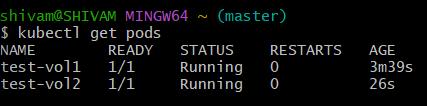 shivam@SHIVAM MINGW64 ~ (master)
$ kubectl get pods
NAME READY STATUS RESTARTS AGE
test-vol1 1/1 Running 0 3m39s
test-vol2 1/1 Running 0 26s